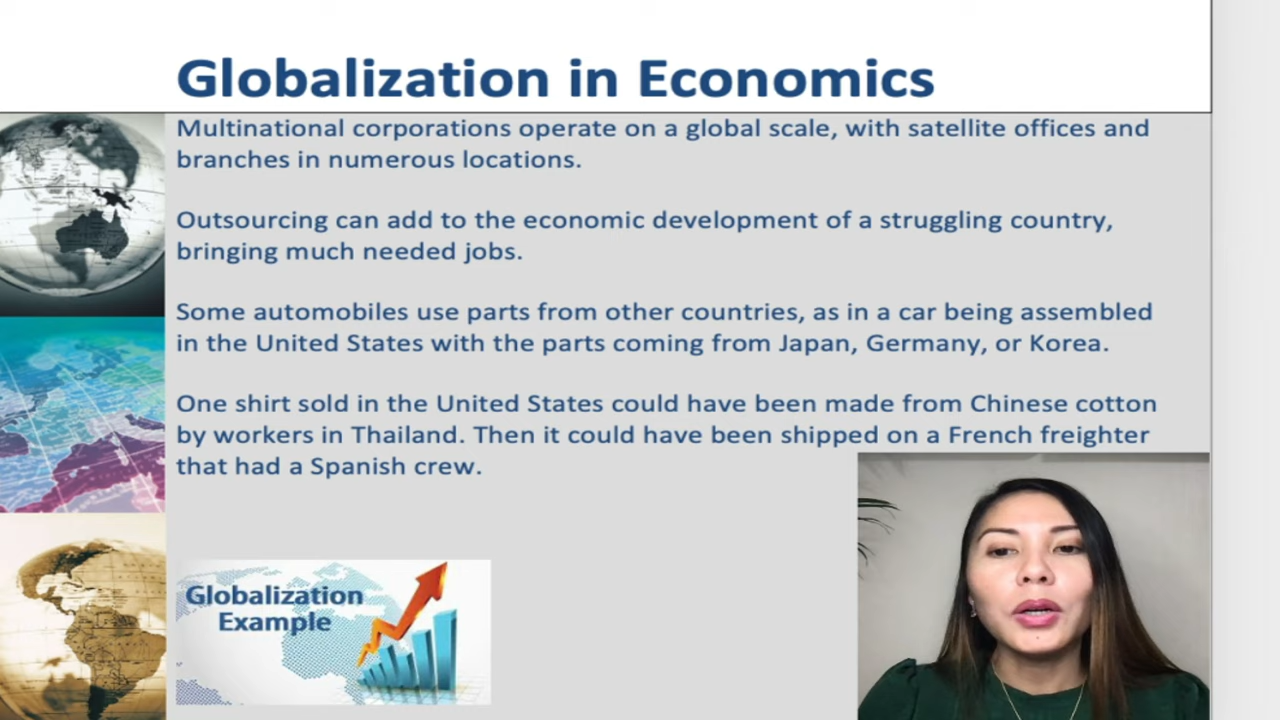 Globalization in Economics
Multinational corporations operate on a global scale, with satellite offices and
branches in numerous locations.
Outsourcing can add to the economic development of a struggling country,
bringing much needed jobs.
Some automobiles use parts from other countries, as in a car being assembled
in the United States with the parts coming from Japan, Germany, or Korea.
One shirt sold in the United States could have been made from Chinese cotton
by workers in Thailand. Then it could have been shipped on a French freighter
that had a Spanish crew.
Globalization
Example